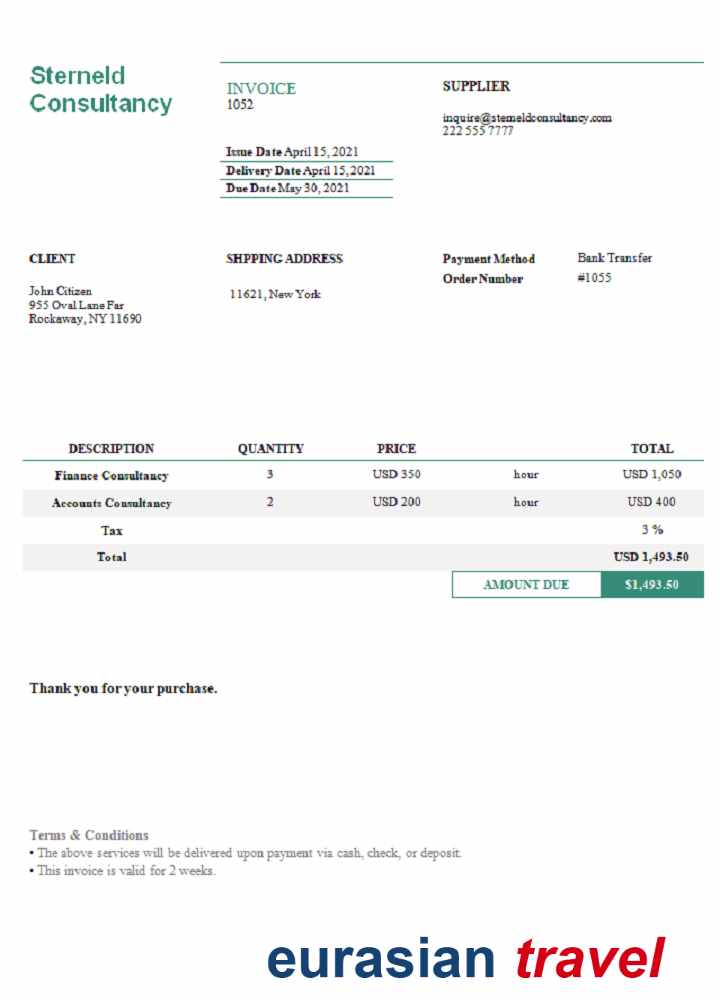 Sterneld
Consultancy
INVOICE
1052
SUPPLIER
inquire@sterneldconsultancy.com
222 555 7777
Issue Date April 15, 2021
Delivery Date April 15, 2021
Due Date May 30, 2021
CLIENT
John Citizen
955 Oval Lane Far
Rockaway, NY 11690
SHPPING ADDRESS
11621, New York
Payment Method Bank Transfer
Order Number #1055
DESCRIPTION QUANTITY PRICE TOTAL
Finance Consultancy 3 USD 350 hour USD 1,050
Accounts Consultancy 2 USD 200 hour USD 400
Tax 3 %
Total USD 1,493.50
AMOUNT DUE $1,493.50
Thank you for your purchase.
Terms & Conditions
• The above services will be delivered upon payment via cash, check, or deposit.
• This invoice is valid for 2 weeks.
eurasian travel